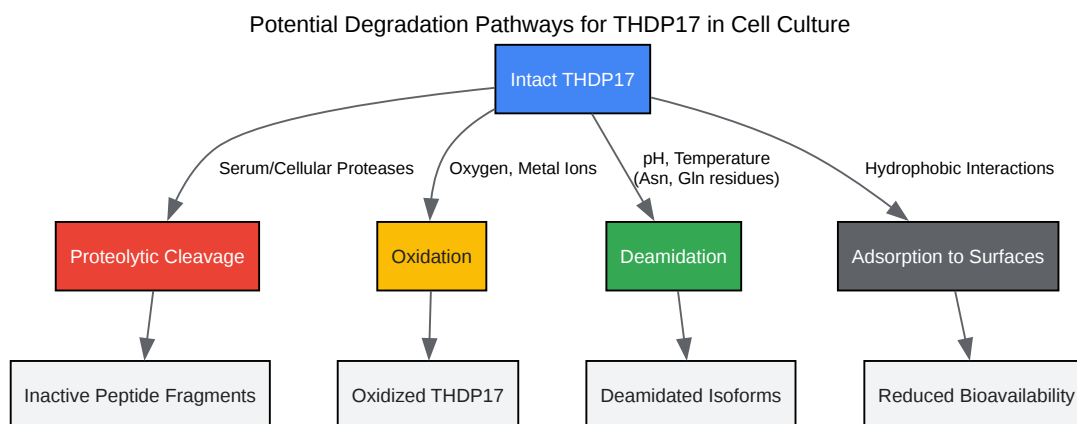 Potential Degradation Pathways for THDP17 in Cell Culture
Intact THDP17
Serum/Cellular Proteases
Oxygen, Metal Ions
pH, Temperature
(Asn, Gln residues)
Hydrophobic Interactions
Proteolytic Cleavage
Oxidation
Deamidation
Adsorption to Surfaces
Inactive Peptide Fragments
Oxidized THDP17
Deamidated Isoforms
Reduced Bioavailability